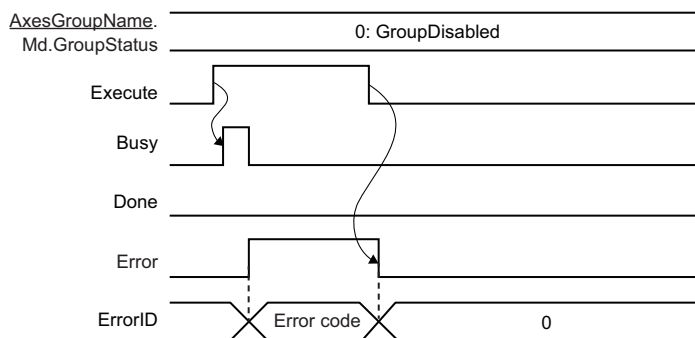 AxesGroupName.
Md.GroupStatus
0: GroupDisabled
Execute
Busy
Done
Error
ErrorID
Error code
0